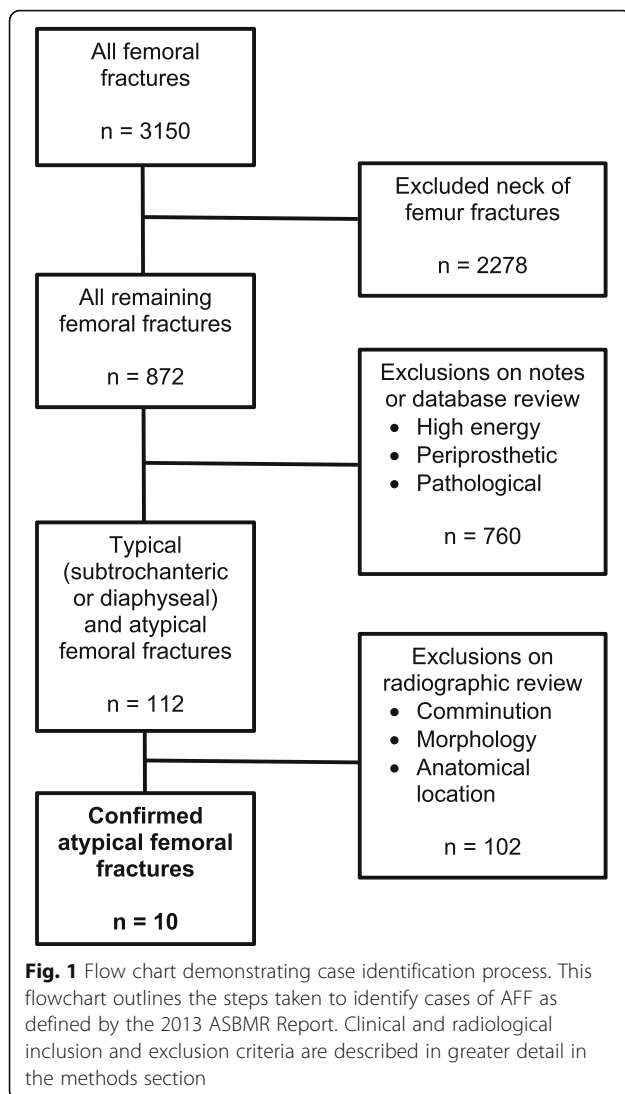 All femoral
fractures
n = 3150
Excluded neck of
femur fractures
n = 2278
All remaining
femoral fractures
n = 872
Exclusions on notes
or database review
• High energy
• Periprosthetic
• Pathological
n = 760
Typical
(subtrochanteric
or diaphyseal)
and atypical
femoral fractures
n = 112
Exclusions on
radiographic review
• Comminution
• Morphology
• Anatomical
location
n = 102
Confirmed
atypical femoral
fractures
n = 10
Fig. 1 Flow chart demonstrating case identification process. This
flowchart outlines the steps taken to identify cases of AFF as
defined by the 2013 ASBMR Report. Clinical and radiological
inclusion and exclusion criteria are described in greater detail in
the methods section